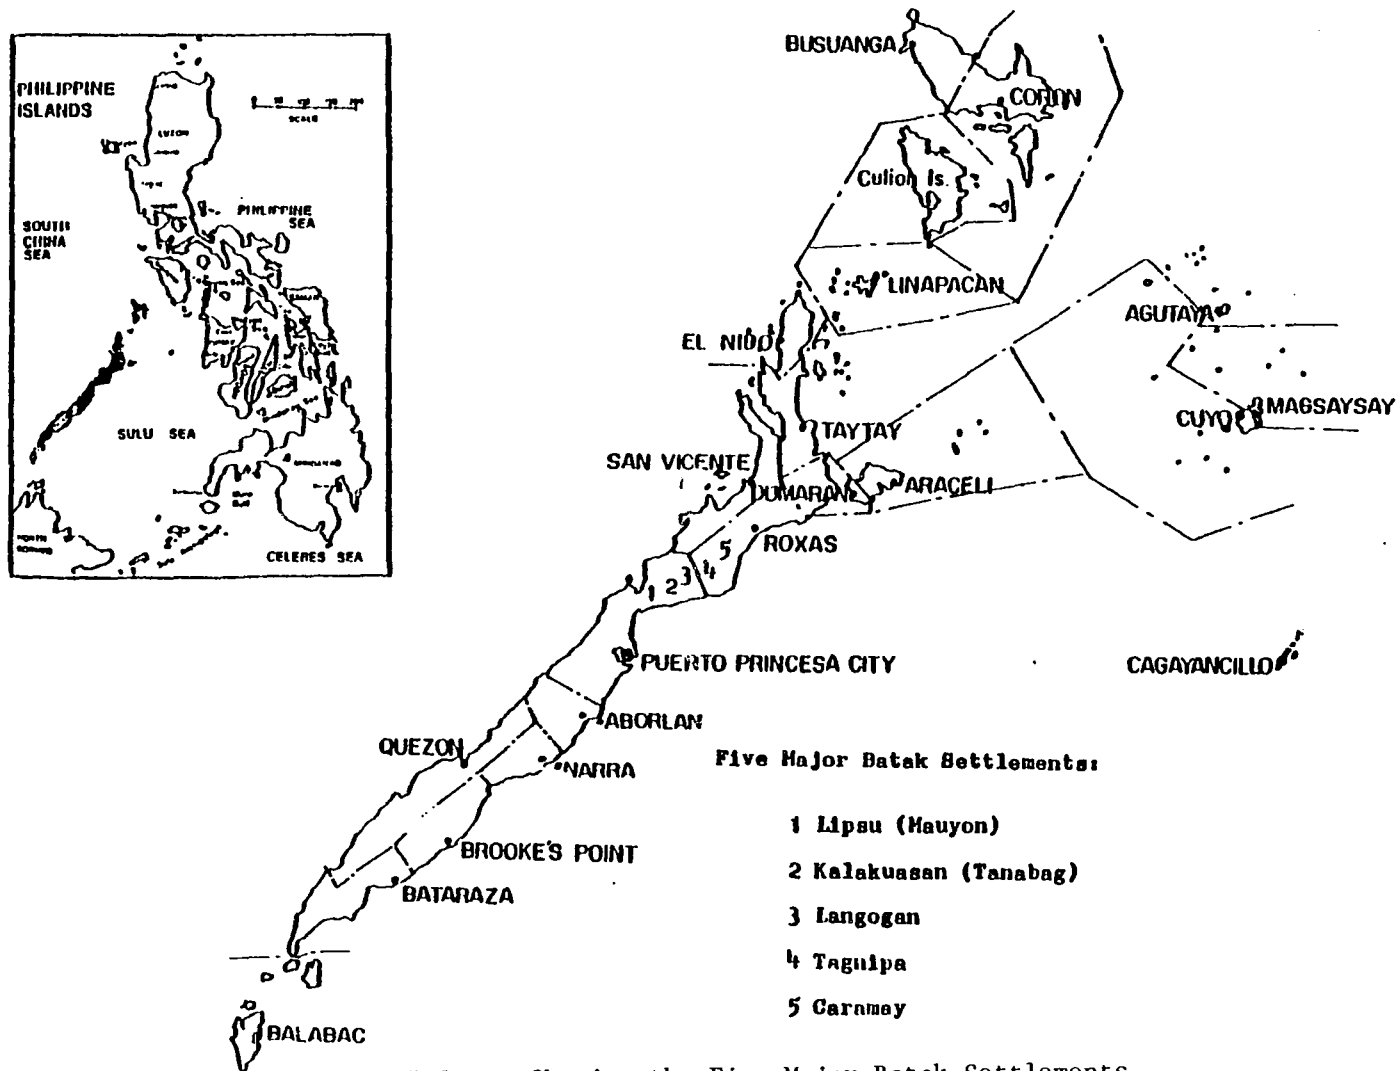 PHILIPPINE
ISLANDS
SCALE
LUZON
PHILIPPINE
SEA
SOUTH
CHINA
SEA
SULU SEA
CELERES SEA
BUSUANGA
CORON
Culion Is.
LINAPACAN
AGUTAYA
EL NIDO
MAGSAYSAY
CUYO
TAYTAY
SAN VICENTE
DUMARAN
ARACELI
ROXAS
5
4
3
2
1
PUERTO PRINCESA CITY
CAGAYANCILLO
ABORLAN
QUEZON
NARRA
BROOKE'S POINT
BATARAZA
BALABAC
Five Major Batak Settlements:
1 Lipsu (Mauyon)
2 Kalakuasan (Tanabag)
3 Langogan
4 Tagnipa
5 Caramay
the Five Major Batak Settlements